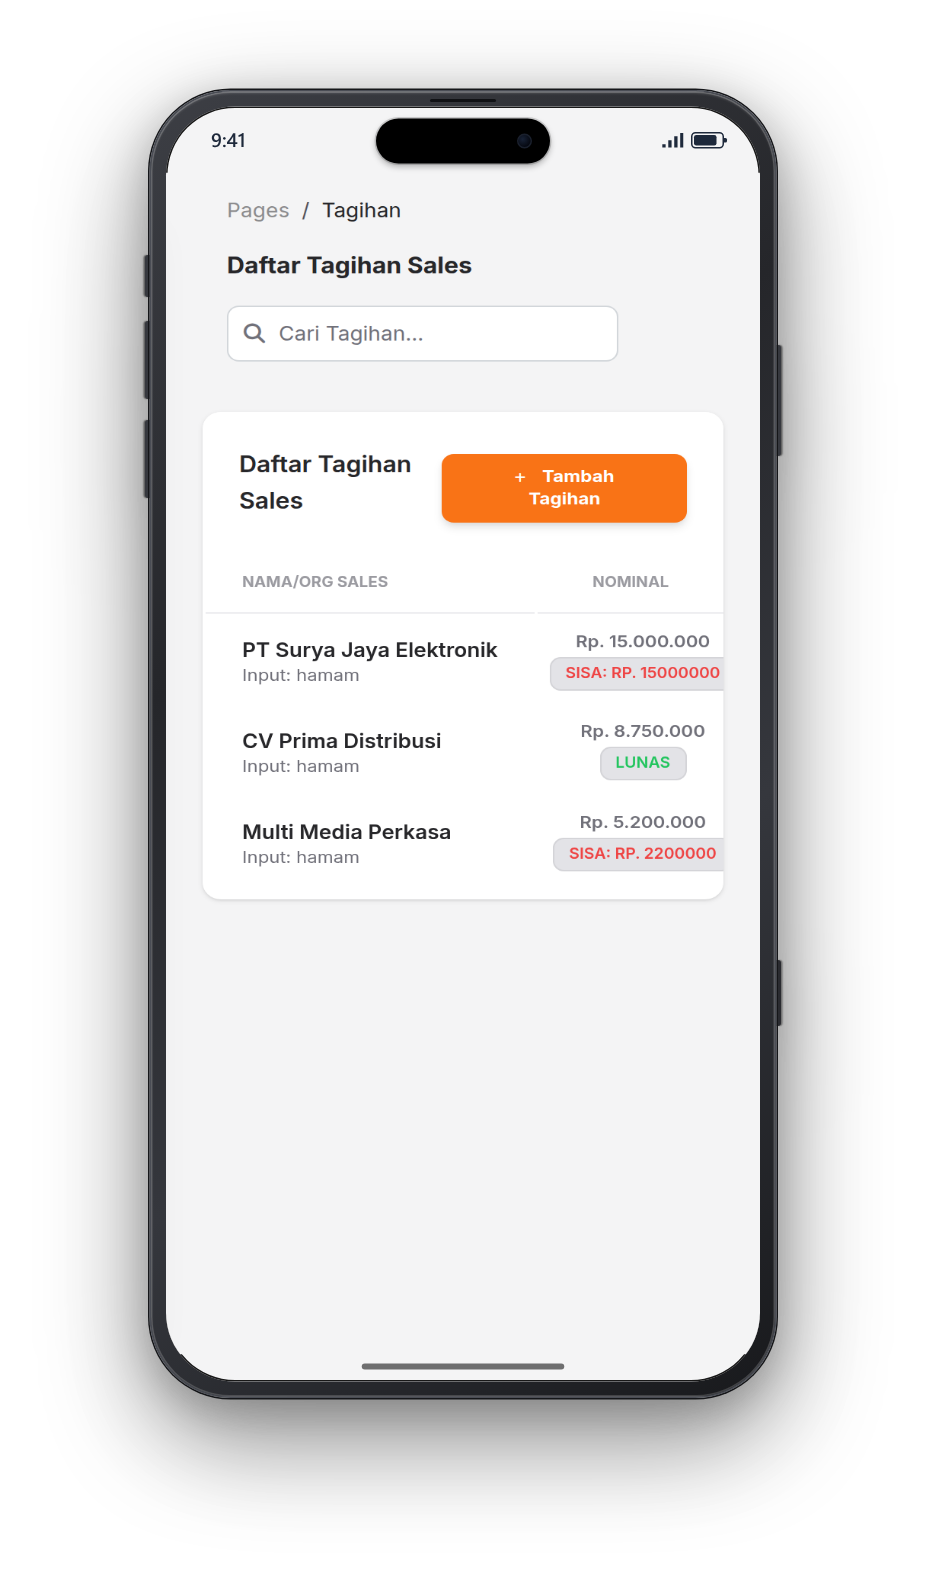 9:41
Pages / Tagihan
Daftar Tagihan Sales
Cari Tagihan...
Daftar Tagihan
Sales
+ Tambah
Tagihan
NAMA/ORG SALES NOMINAL
PT Surya Jaya Elektronik
Input: hamam
Rp. 15.000.000
SISA: RP. 15000000
CV Prima Distribusi
Input: hamam
Rp. 8.750.000
LUNAS
Multi Media Perkasa
Input: hamam
Rp. 5.200.000
SISA: RP. 2200000